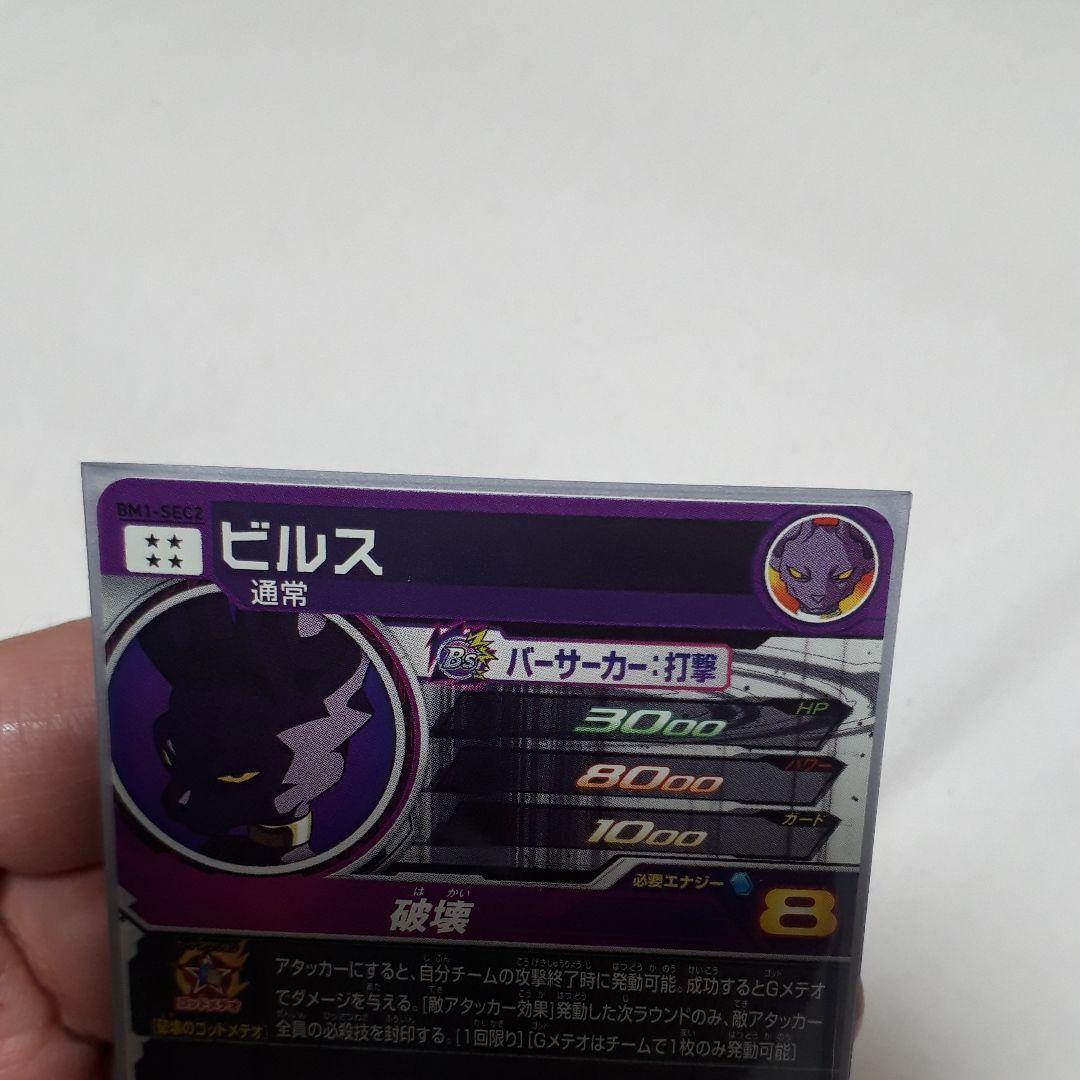 BM1-SEC2
★★
★★
ビルス
通常
Bs
バーサーカー:打撃
HP
3000
パワー
8000
ガード
1000
必要エナジー
8
破壊
ゴッドメテオ
[破壊のゴッドメテオ]
アタッカーにすると、自分チームの攻撃終了時に発動可能。成功するとGメテオ
でダメージを与える。[敵アタッカー効果]発動した次ラウンドのみ、敵アタッカー
全員の必殺技を封印する。[1回限り][Gメテオはチームで1枚のみ発動可能]